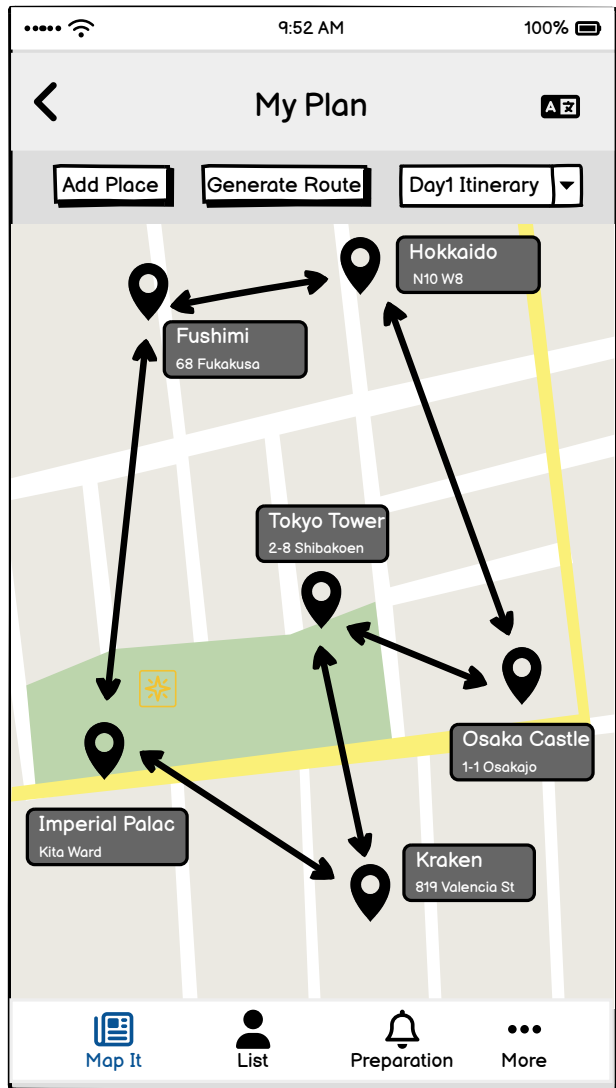 9:52 AM
100%
My Plan
A 文
Add Place
Generate Route
Day1 Itinerary
Hokkaido
N10 W8
Fushimi
68 Fukakusa
Tokyo Tower
2-8 Shibakoen
Osaka Castle
1-1 Osakajo
Imperial Palac
Kita Ward
Kraken
819 Valencia St
Map It
List
Preparation
More